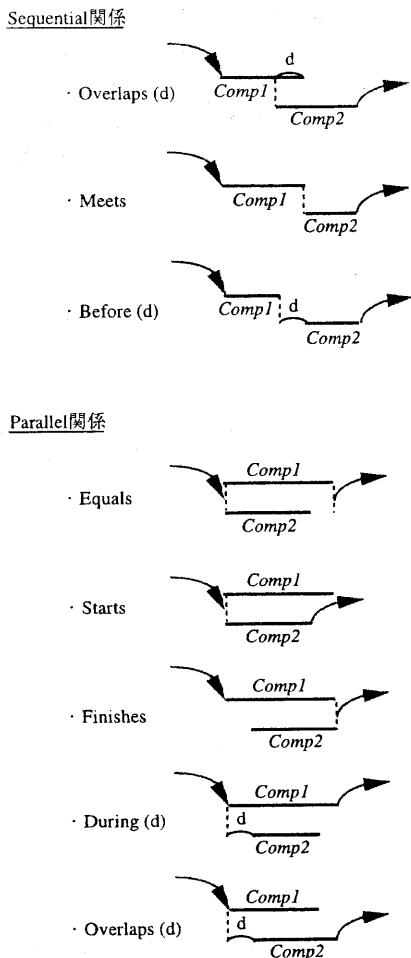 Sequential関係
d
Comp1
・Overlaps (d)
Comp2
Comp1
・Meets
Comp2
d
・Before (d)
Comp1
Comp2
Parallel関係
Comp1
・Equals
Comp2
Comp1
・Starts
Comp2
Comp1
・Finishes
Comp2
Comp1
d
・During (d)
Comp2
Comp1
d
・Overlaps (d)
Comp2